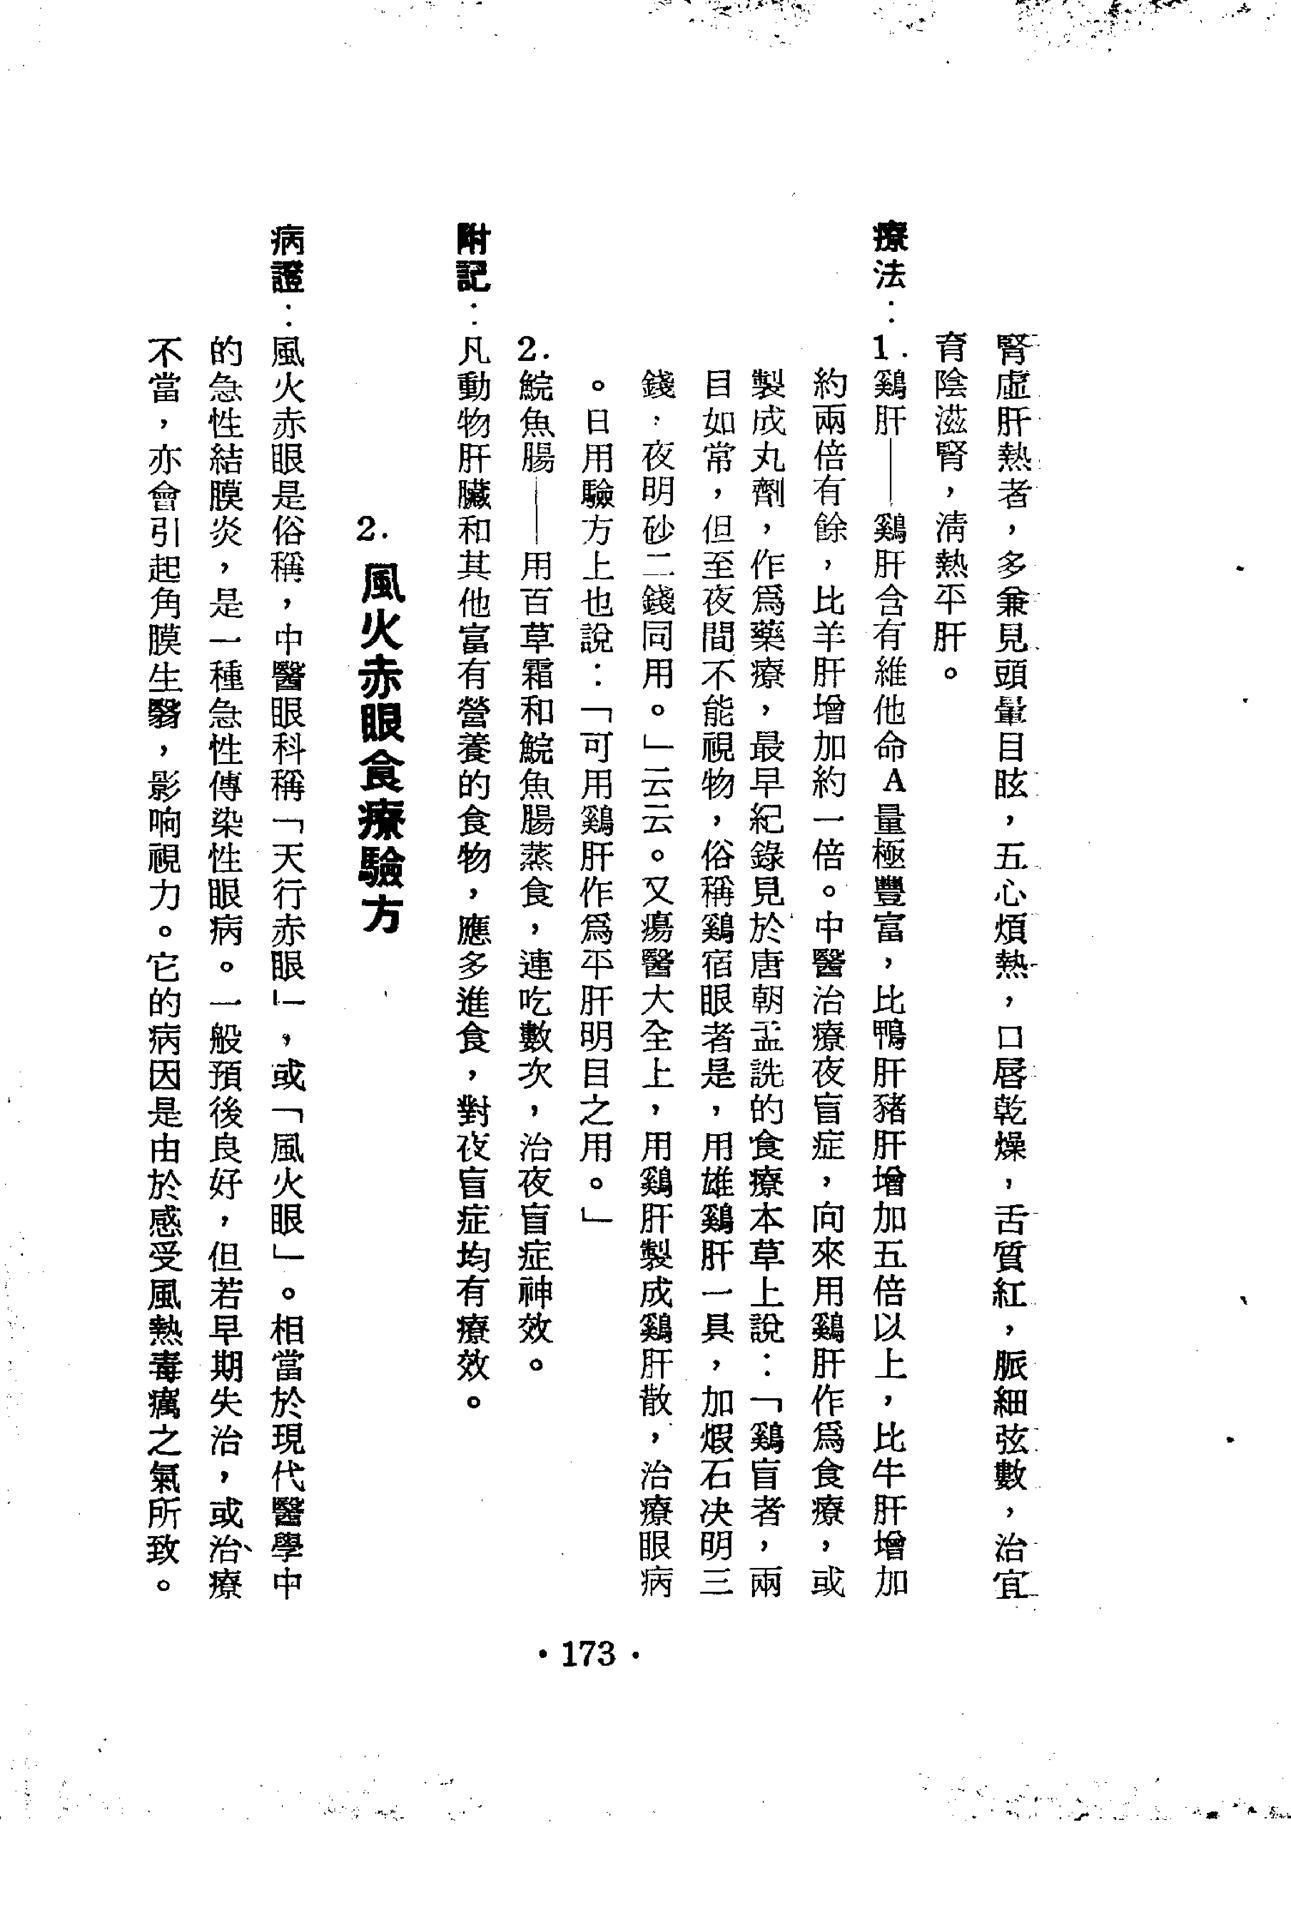 腎虛肝熱者，多兼見頭暈目眩，五心煩熱，口唇乾燥，舌質紅，脈細弦數，治宜
育陰滋腎，淸熱平肝。
療法：1.鷄肝——鷄肝含有維他命A量極豐富，比鴨肝豬肝增加五倍以上，比牛肝增加
約兩倍有餘，比羊肝增加約一倍。中醫治療夜盲症，向來用鷄肝作爲食療，或
製成丸劑，作爲藥療，最早紀錄見於唐朝孟詵的食療本草上說：「鷄盲者，兩
目如常，但至夜間不能視物，俗稱鷄宿眼者是，用雄鷄肝一具，加煅石决明三
錢，夜明砂二錢同用。」云云。又瘍醫大全上，用鷄肝製成鷄肝散，治療眼病
。日用驗方上也說：「可用鷄肝作爲平肝明目之用。」
2.鯇魚腸——用百草霜和鯇魚腸蒸食，連吃數次，治夜盲症神效。
附記：凡動物肝臟和其他富有營養的食物，應多進食，對夜盲症均有療效。
2. 風火赤眼食療驗方
病證：風火赤眼是俗稱，中醫眼科稱「天行赤眼」，或「風火眼」。相當於現代醫學中
的急性結膜炎，是一種急性傳染性眼病。一般預後良好，但若早期失治，或治療
不當，亦會引起角膜生翳，影响視力。它的病因是由於感受風熱毒癘之氣所致。
·173·